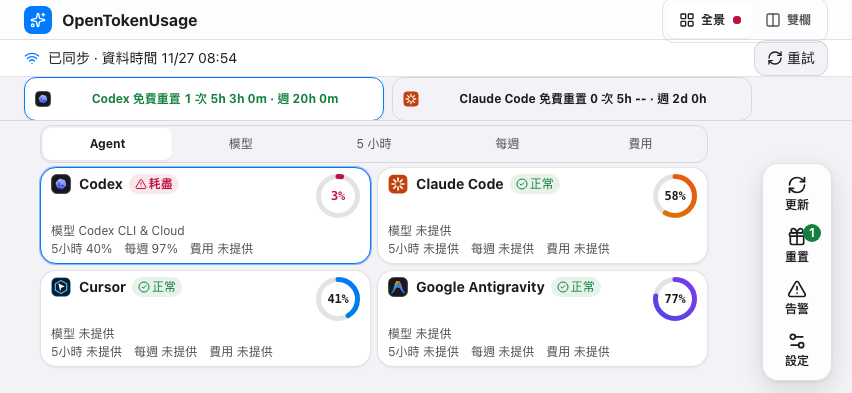 OpenTokenUsage
全景
雙欄
已同步 · 資料時間 11/27 08:54
重試
Codex 免費重置 1 次 5h 3h 0m · 週 20h 0m
Claude Code 免費重置 0 次 5h -- · 週 2d 0h
Agent
模型
5 小時
每週
費用
Codex
耗盡
3%
模型 Codex CLI & Cloud
5小時 40% 每週 97% 費用 未提供
Claude Code
正常
58%
模型 未提供
5小時 未提供 每週 未提供 費用 未提供
Cursor
正常
41%
模型 未提供
5小時 未提供 每週 未提供 費用 未提供
Google Antigravity
正常
77%
模型 未提供
5小時 未提供 每週 未提供 費用 未提供
更新
1
重置
告警
設定